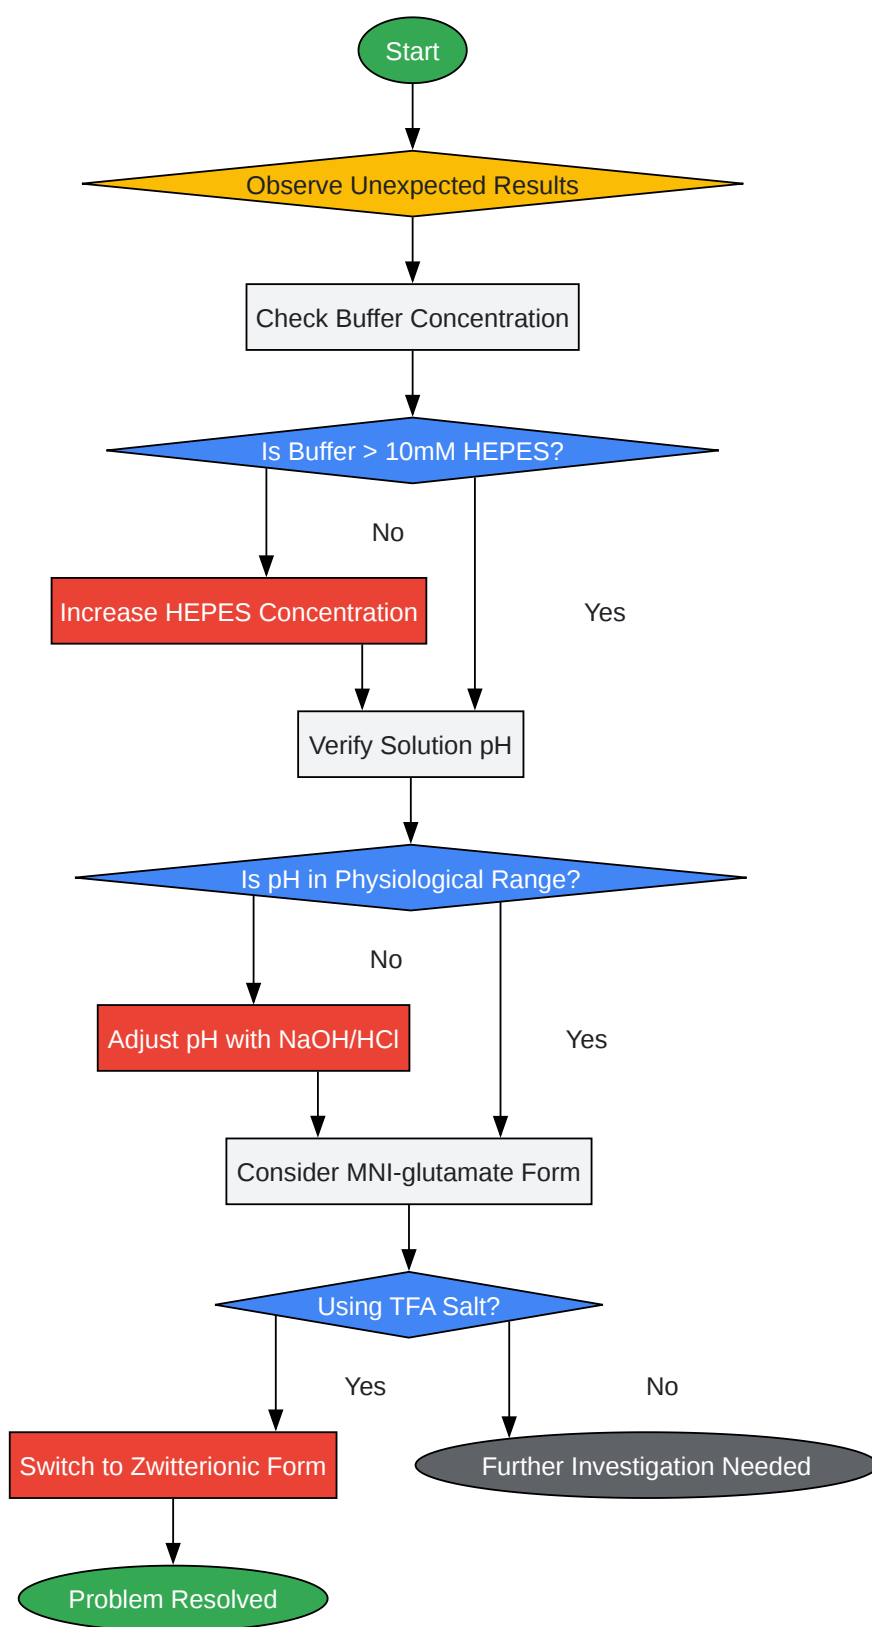 Start
Observe Unexpected Results
Check Buffer Concentration
Is Buffer > 10mM HEPES?
No
Increase HEPES Concentration
Yes
Verify Solution pH
Is pH in Physiological Range?
No
Adjust pH with NaOH/HCl
Yes
Consider MNI-glutamate Form
Using TFA Salt?
Yes
No
Switch to Zwitterionic Form
Further Investigation Needed
Problem Resolved